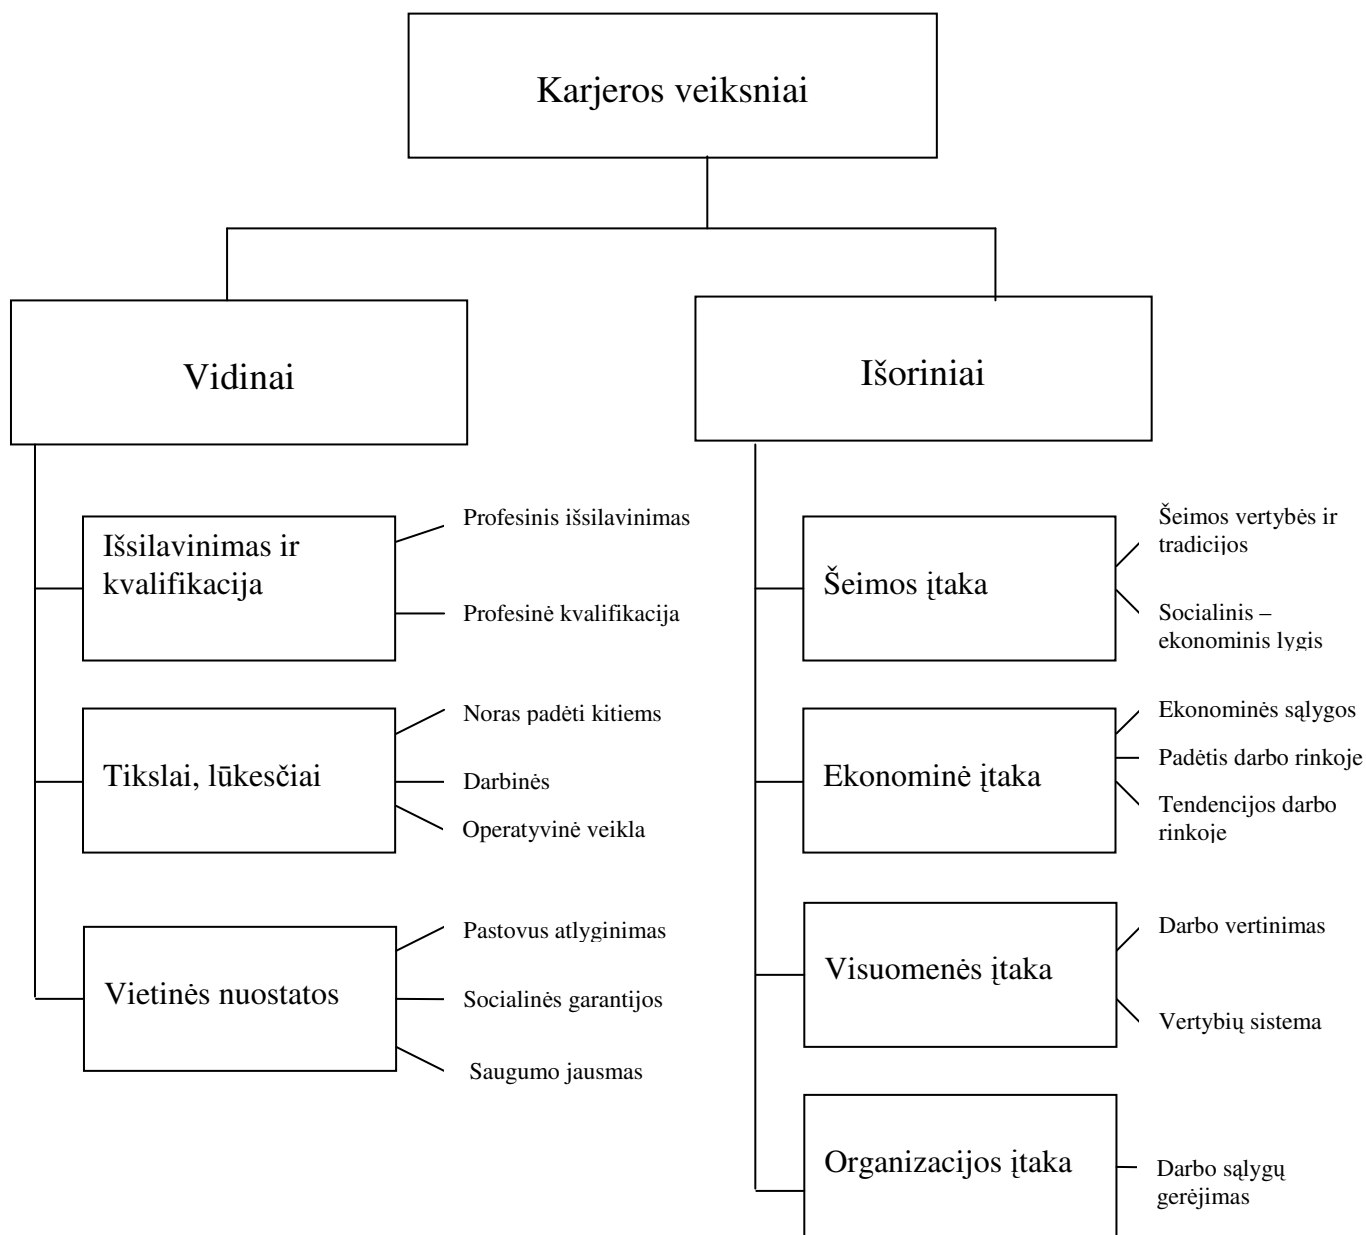 Karjeros veiksniai
Vidinai
Išoriniai
Išsilavinimas ir
kvalifikacija
Profesinis išsilavinimas
Profesinė kvalifikacija
Tikslai, lūkesčiai
Noras padėti kitiems
Darbinės
Operatyvinė veikla
Vietinės nuostatos
Pastovus atlyginimas
Socialinės garantijos
Saugumo jausmas
Šeimos įtaka
Šeimos vertybės ir
tradicijos
Socialinis –
ekonominis lygis
Ekonominė įtaka
Ekonominės sąlygos
Padėtis darbo rinkoje
Tendencijos darbo
rinkoje
Visuomenės įtaka
Darbo vertinimas
Vertybių sistema
Organizacijos įtaka
Darbo sąlygų
gerėjimas